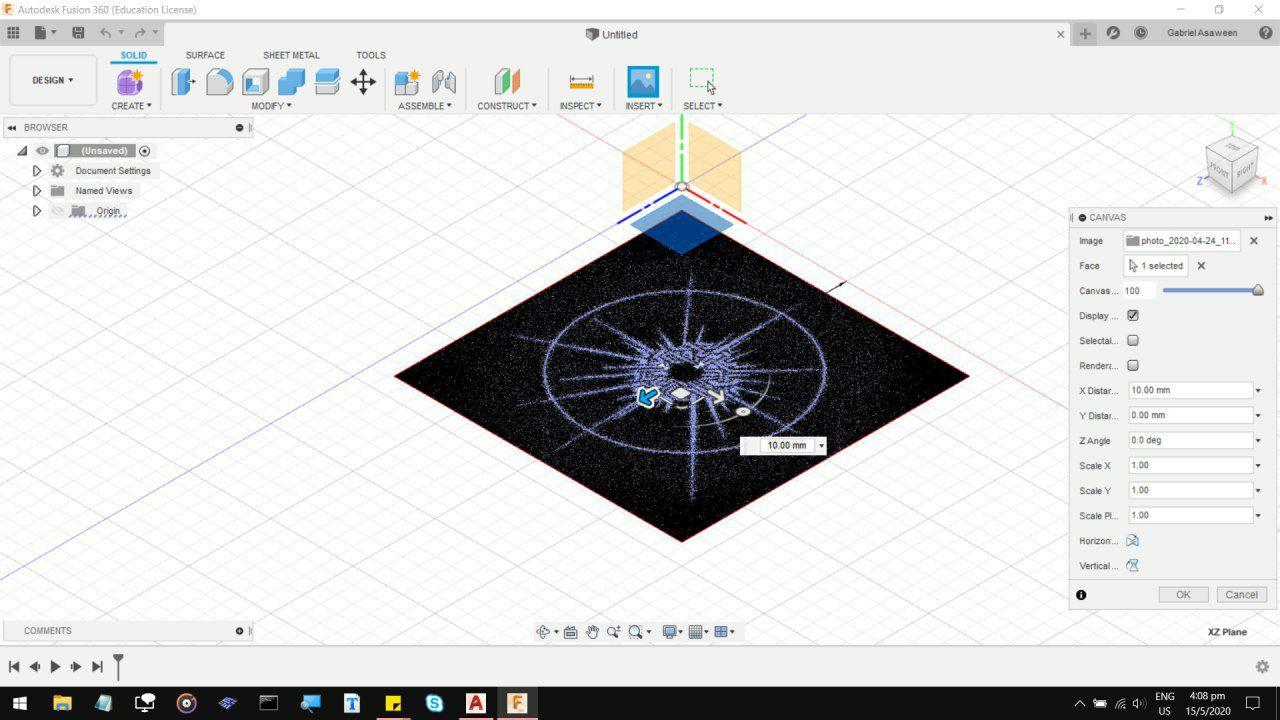 Autodesk Fusion 360 (Education License)
Untitled
Gabriel Asaween
DESIGN
SOLID SURFACE SHEET METAL TOOLS
CREATE MODIFY ASSEMBLE CONSTRUCT INSPECT INSERT SELECT
BROWSER
(Unsaved)
Document Settings
Named Views
Origin
TOP
FRONT
RIGHT
Y
Z
X
CANVAS
Image photo_2020-04-24_11...
Face 1 selected
Canvas... 100
Display ...
Selectal...
Renderi...
X Distar... 10.00 mm
Y Distar... 0.00 mm
Z Angle 0.0 deg
Scale X 1.00
Scale Y 1.00
Scale Pl... 1.00
Horizon...
Vertical ...
OK Cancel
10.00 mm
COMMENTS
XZ Plane
ENG
US
4:08 pm
15/5/2020